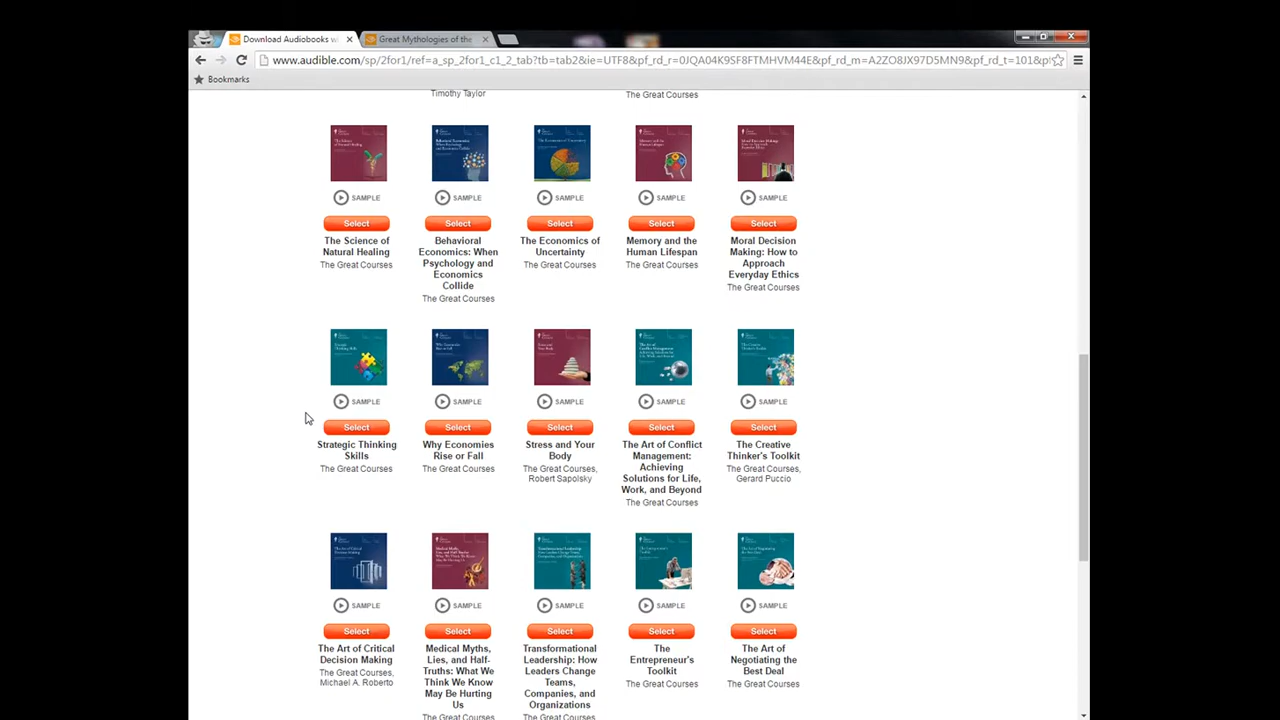 Download Audiobooks w
Great Mythologies of the
www.audible.com/sp/2for1/ref=a_sp_2for1_c1_2_tab?tb=tab2&ie=UTF8&pf_rd_r=0JQA04K9SF8FTMHVM44E&pf_rd_m=A2ZO8JX97D5MN9&pf_rd_t=101&p
Bookmarks
Timothy Taylor
The Great Courses
SAMPLE SAMPLE SAMPLE SAMPLE SAMPLE
Select Select Select Select Select
The Science of
Natural Healing
The Great Courses
Behavioral
Economics: When
Psychology and
Economics
Collide
The Great Courses
The Economics of
Uncertainty
The Great Courses
Memory and the
Human Lifespan
The Great Courses
Moral Decision
Making: How to
Approach
Everyday Ethics
The Great Courses
SAMPLE SAMPLE SAMPLE SAMPLE SAMPLE
Select Select Select Select Select
Strategic Thinking
Skills
The Great Courses
Why Economies
Rise or Fall
The Great Courses
Stress and Your
Body
The Great Courses,
Robert Sapolsky
The Art of Conflict
Management:
Achieving
Solutions for Life,
Work, and Beyond
The Great Courses
The Creative
Thinker's Toolkit
The Great Courses,
Gerard Puccio
SAMPLE SAMPLE SAMPLE SAMPLE SAMPLE
Select Select Select Select Select
The Art of Critical
Decision Making
The Great Courses,
Michael A. Roberto
Medical Myths,
Lies, and Half-
Truths: What We
Think We Know
May Be Hurting
Us
The Great Courses
Transformational
Leadership: How
Leaders Change
Teams,
Companies, and
Organizations
The Great Courses
The
Entrepreneur's
Toolkit
The Great Courses
The Art of
Negotiating the
Best Deal
The Great Courses